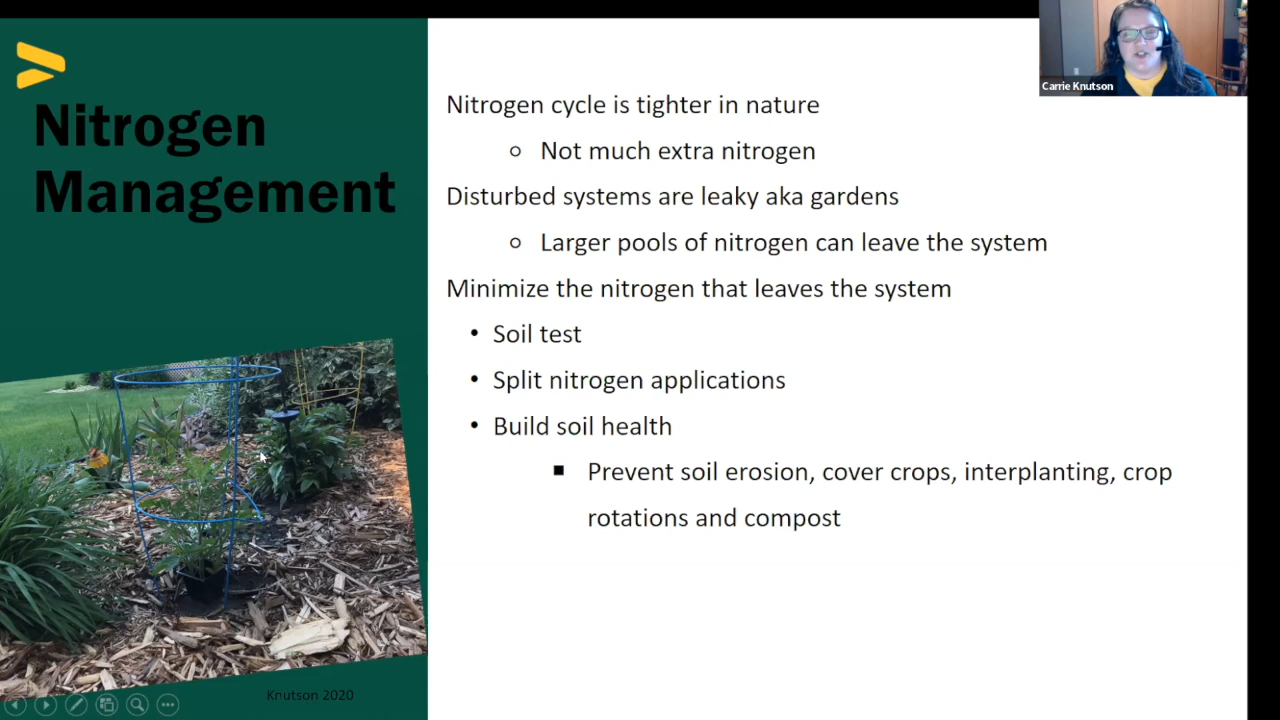 Nitrogen
Management
Carrie Knutson
Nitrogen cycle is tighter in nature
Not much extra nitrogen
Disturbed systems are leaky aka gardens
Larger pools of nitrogen can leave the system
Minimize the nitrogen that leaves the system
Soil test
Split nitrogen applications
Build soil health
Prevent soil erosion, cover crops, interplanting, crop
rotations and compost
Knutson 2020